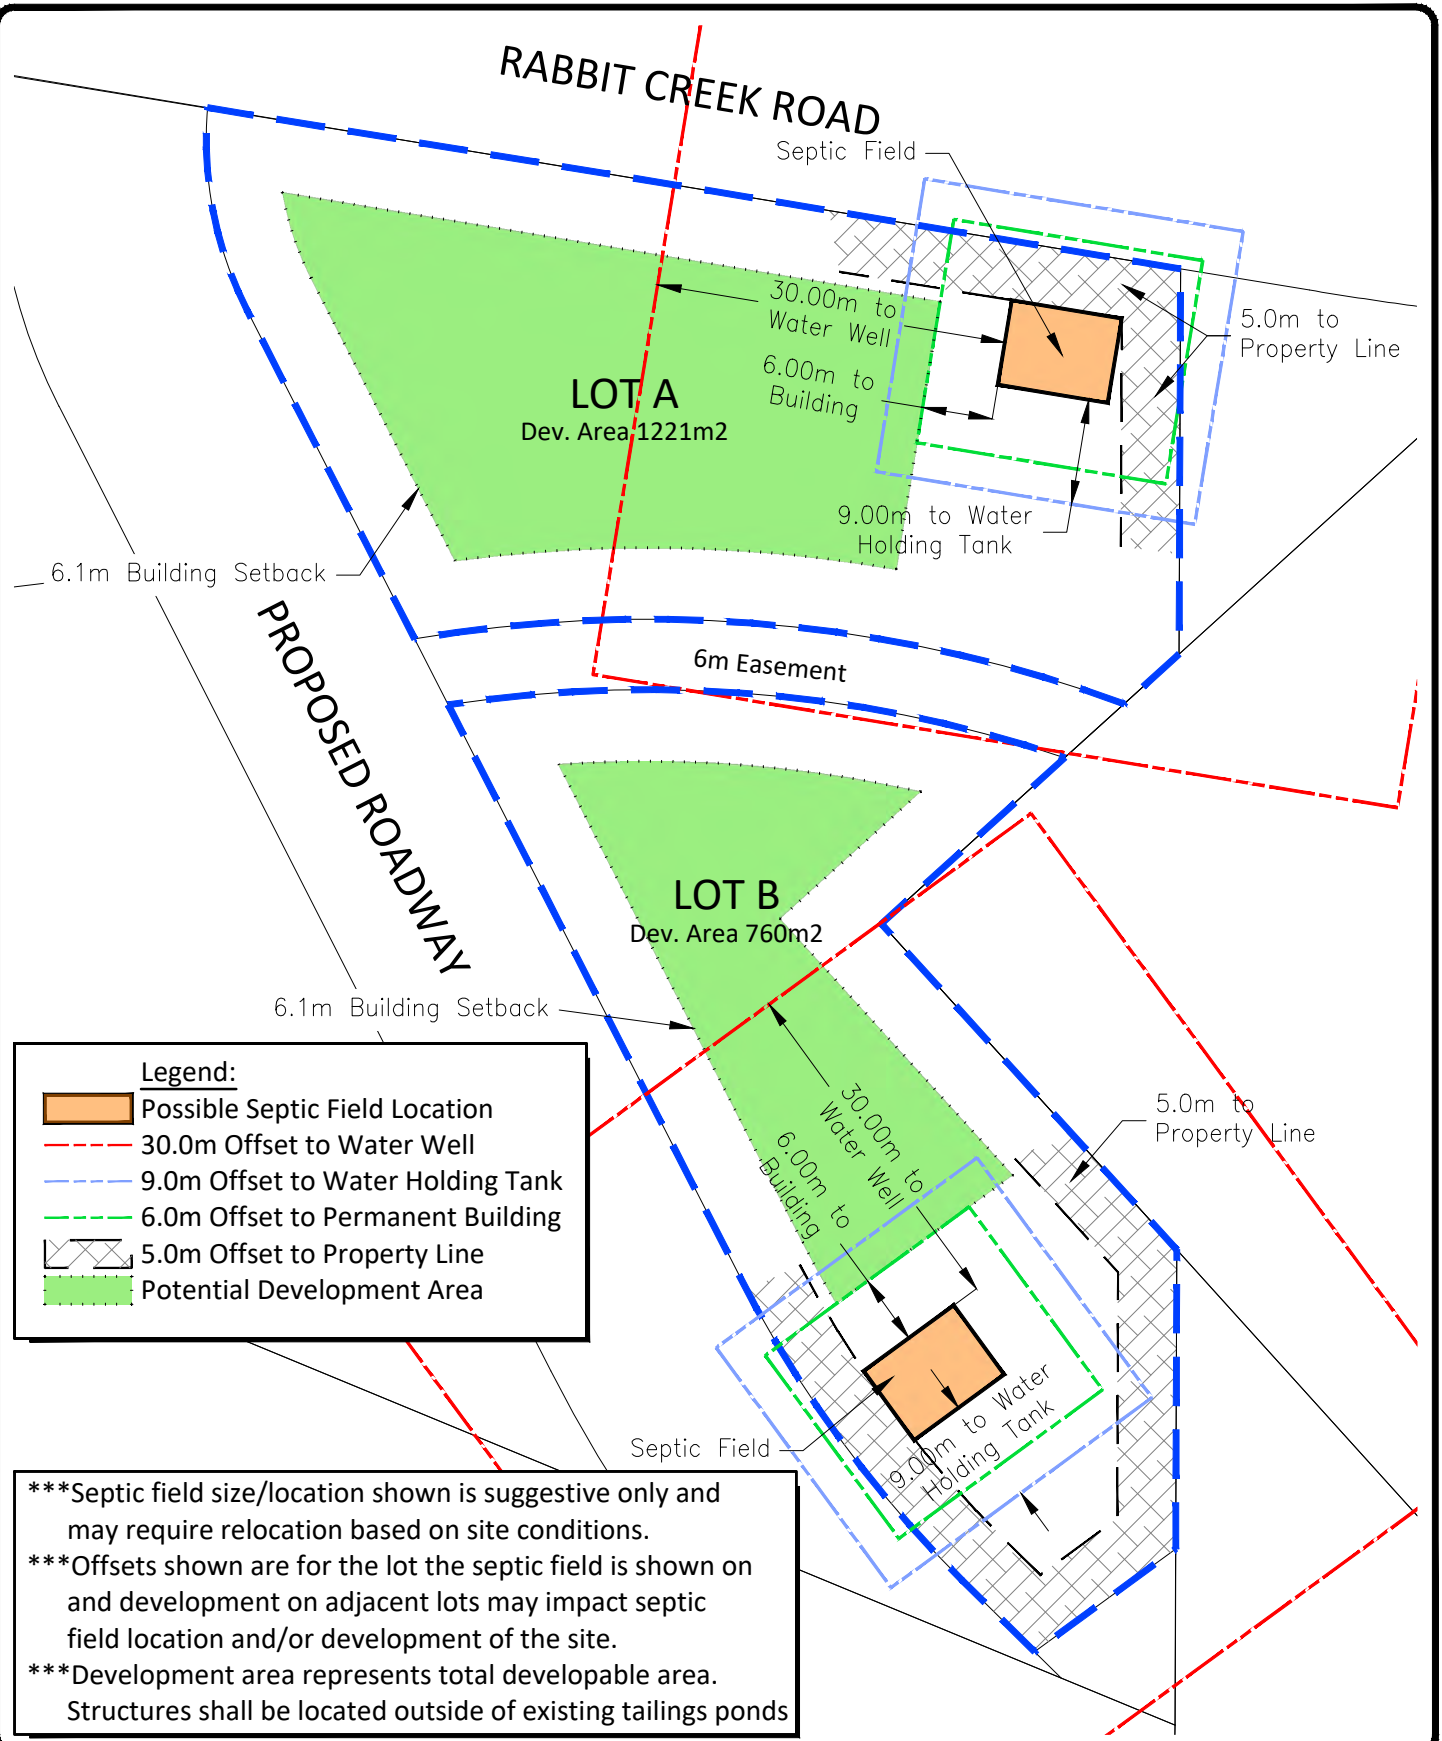 RABBIT CREEK ROAD
Septic Field
30.00m to
Water Well
5.0m to
Property Line
6.00m to
Building
LOT A
Dev. Area 1221m2
9.00m to Water
Holding Tank
6.1m Building Setback
PROPOSED ROADWAY
6m Easement
LOT B
Dev. Area 760m2
6.1m Building Setback
30.00m to
Water Well
6.00m to
Building
5.0m to
Property Line
Septic Field
9.00m to Water
Holding Tank
Legend:
Possible Septic Field Location
30.0m Offset to Water Well
9.0m Offset to Water Holding Tank
6.0m Offset to Permanent Building
5.0m Offset to Property Line
Potential Development Area
***Septic field size/location shown is suggestive only and
may require relocation based on site conditions.
***Offsets shown are for the lot the septic field is shown on
and development on adjacent lots may impact septic
field location and/or development of the site.
***Development area represents total developable area.
Structures shall be located outside of existing tailings ponds